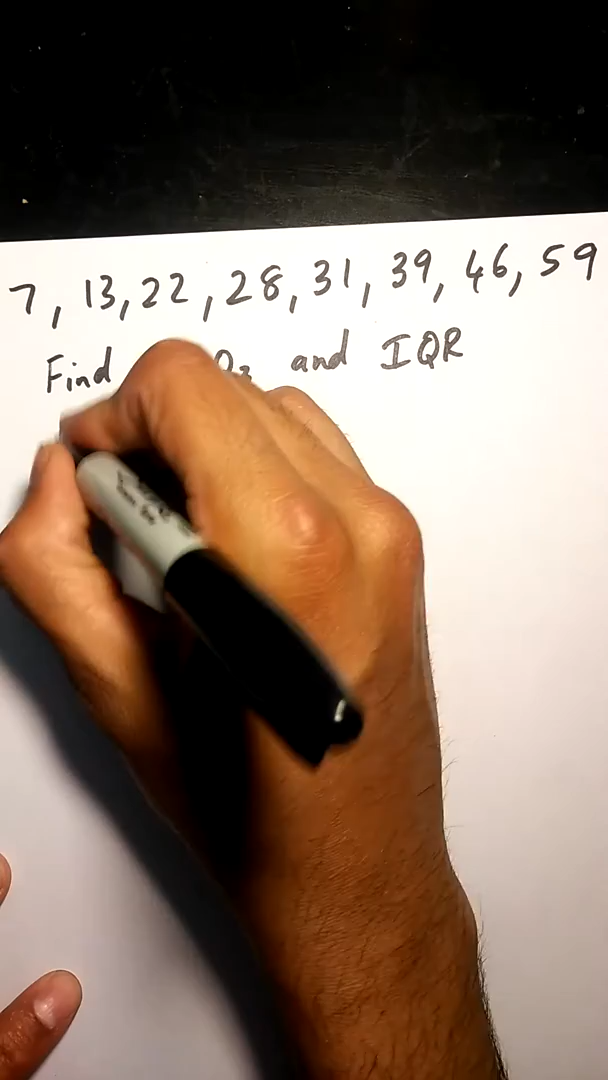 7, 13, 22, 28, 31, 39, 46, 59
Find and IQR